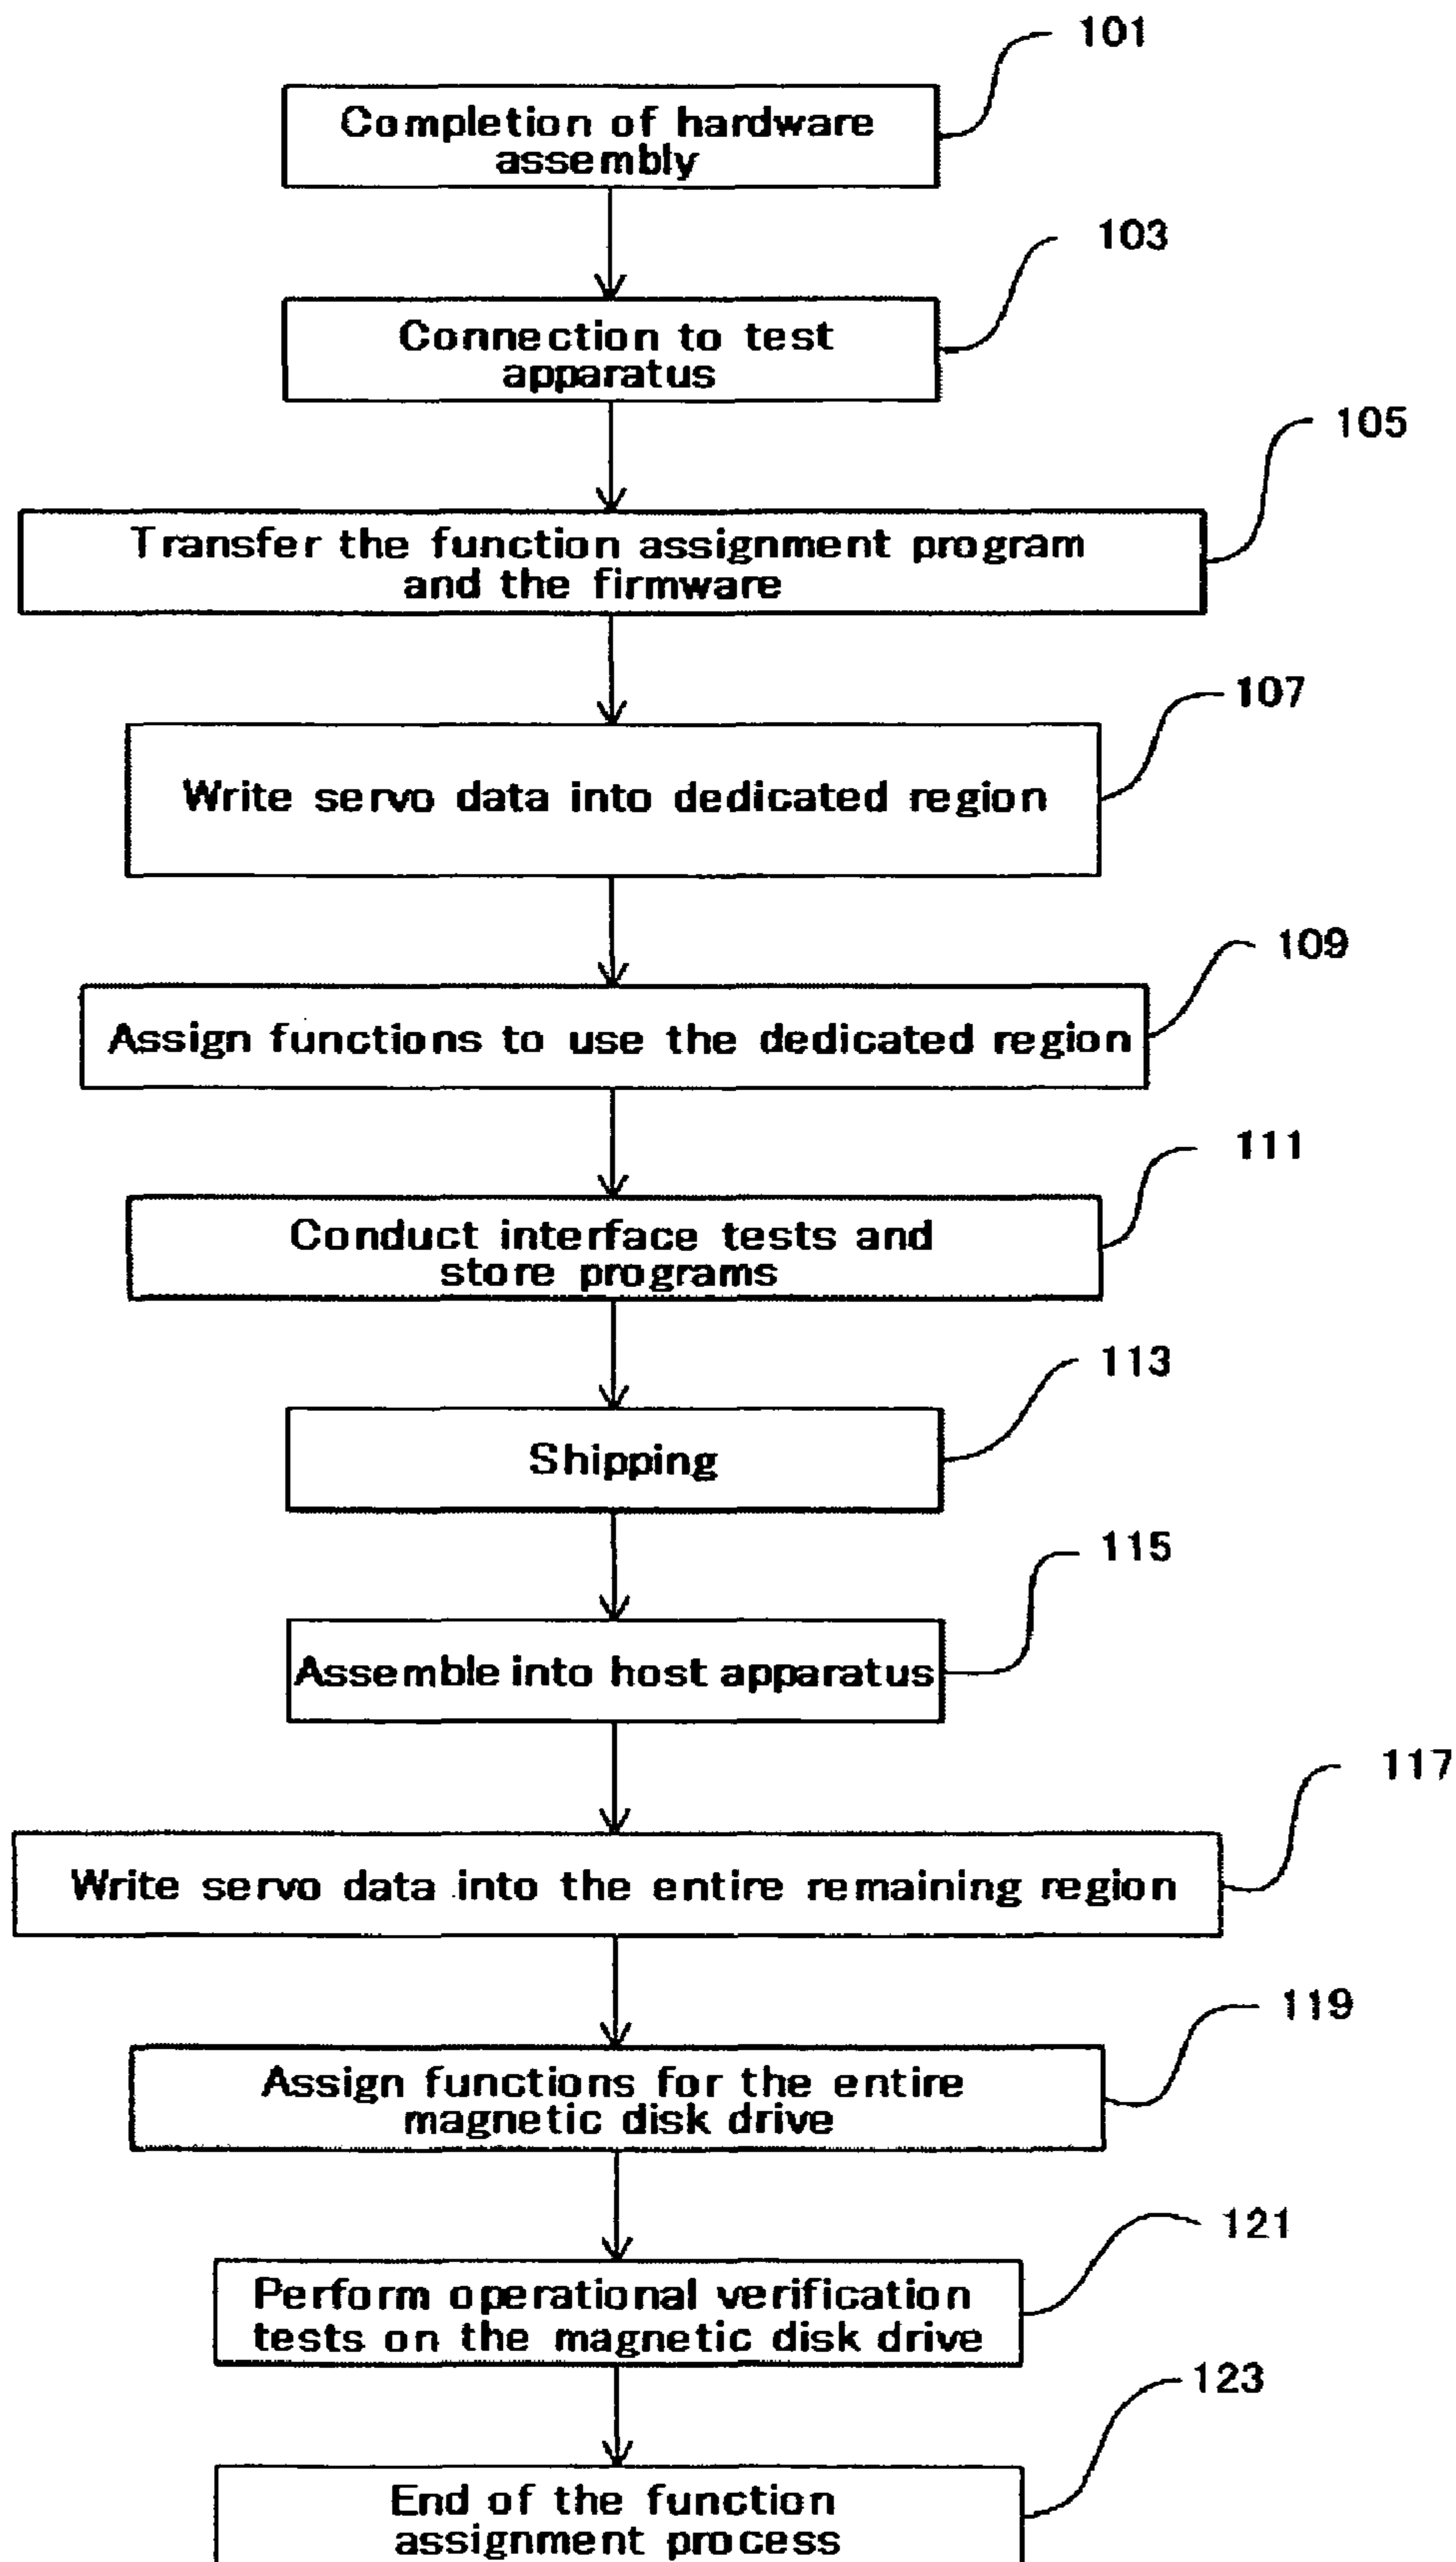 101
Completion of hardware
assembly
103
Connection to test
apparatus
105
Transfer the function assignment program
and the firmware
107
Write servo data into dedicated region
109
Assign functions to use the dedicated region
111
Conduct interface tests and
store programs
113
Shipping
115
Assemble into host apparatus
117
Write servo data into the entire remaining region
119
Assign functions for the entire
magnetic disk drive
121
Perform operational verification
tests on the magnetic disk drive
123
End of the function
assignment process